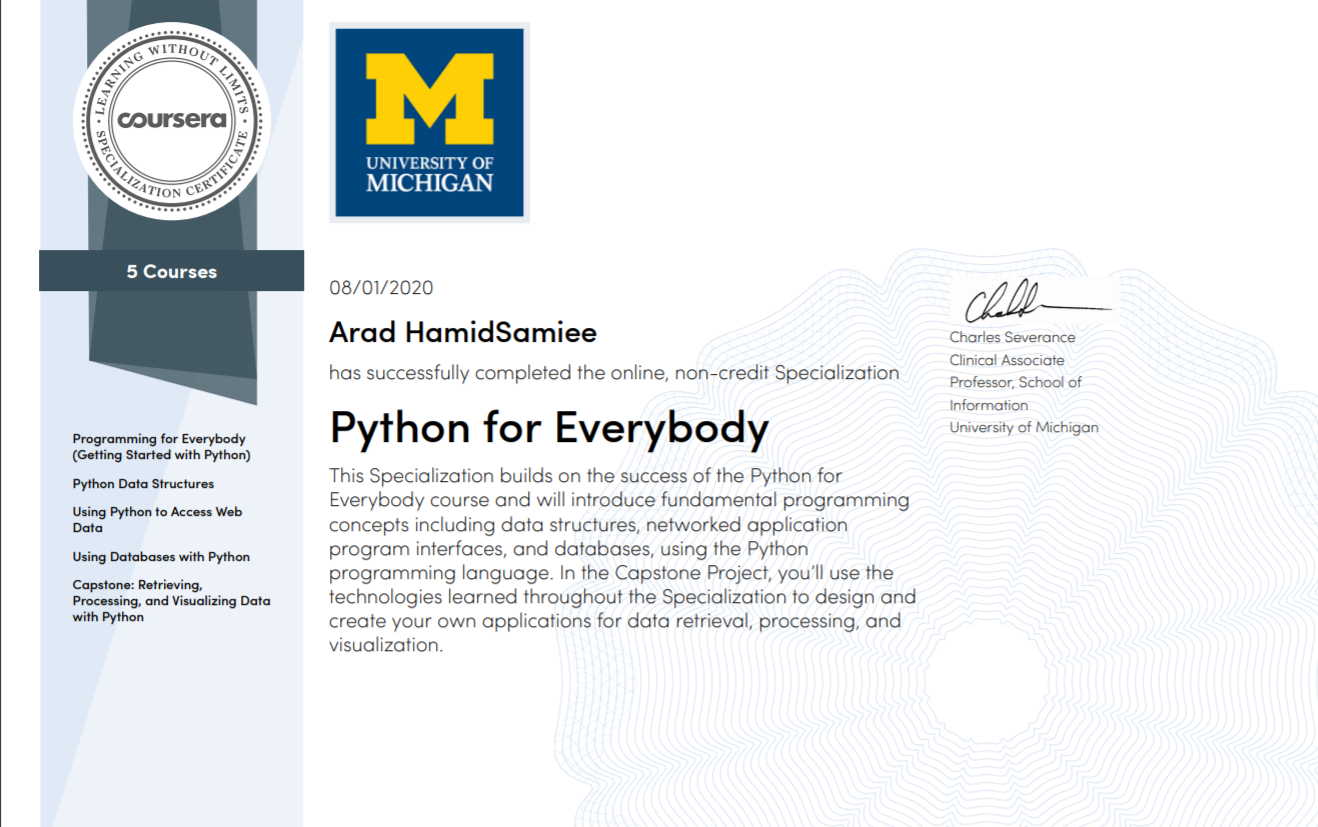 LEARNING WITHOUT LIMITS
coursera
SPECIALIZATION CERTIFICATE
5 Courses
Programming for Everybody
(Getting Started with Python)
Python Data Structures
Using Python to Access Web
Data
Using Databases with Python
Capstone: Retrieving,
Processing, and Visualizing Data
with Python
M
UNIVERSITY OF
MICHIGAN
08/01/2020
Arad HamidSamiee
has successfully completed the online, non-credit Specialization
Python for Everybody
This Specialization builds on the success of the Python for
Everybody course and will introduce fundamental programming
concepts including data structures, networked application
program interfaces, and databases, using the Python
programming language. In the Capstone Project, you’ll use the
technologies learned throughout the Specialization to design and
create your own applications for data retrieval, processing, and
visualization.
Charles Severance
Clinical Associate
Professor, School of
Information
University of Michigan